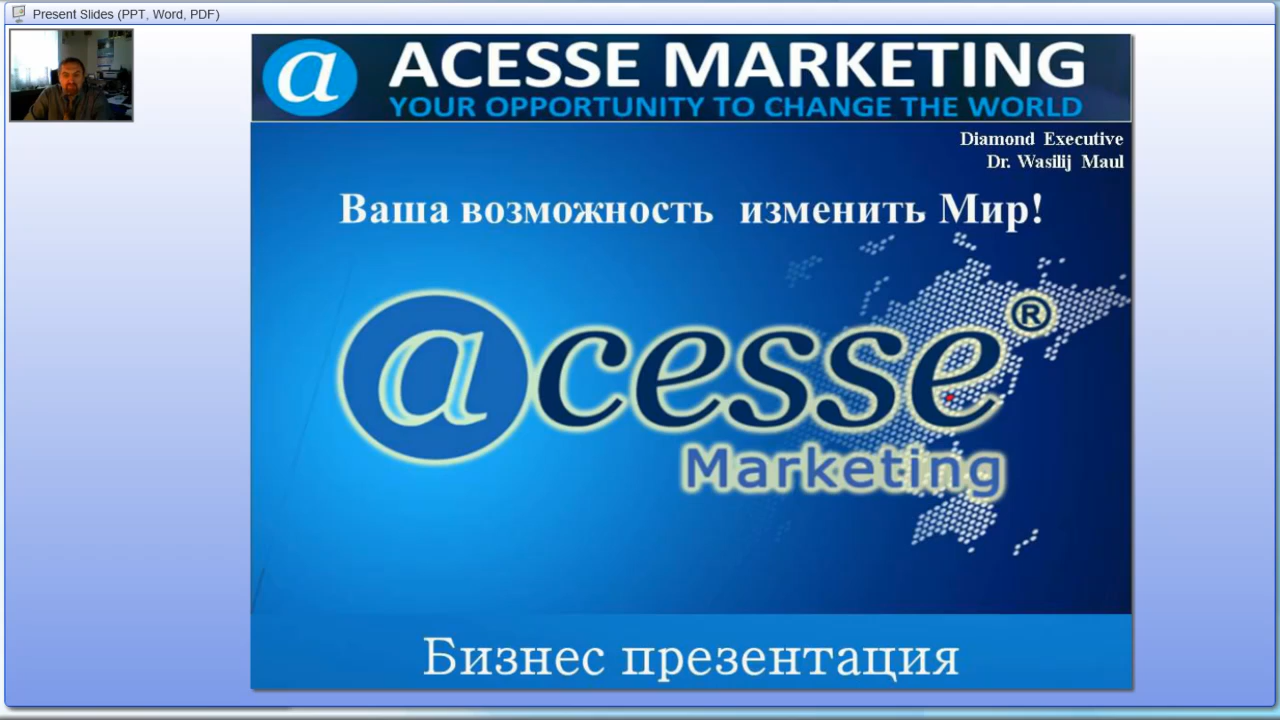 Present Slides (PPT, Word, PDF)
a ACESSE MARKETING
YOUR OPPORTUNITY TO CHANGE THE WORLD
Diamond Executive
Dr. Wasilij Maul
Ваша возможность изменить Мир!
acesse®
Marketing
Бизнес презентация